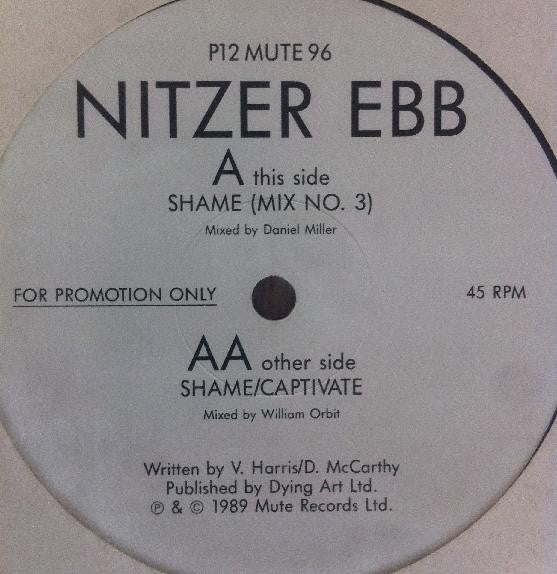 P12 MUTE 96
NITZER EBB
A this side
SHAME (MIX NO. 3)
Mixed by Daniel Miller
FOR PROMOTION ONLY
45 RPM
AA other side
SHAME/CAPTIVATE
Mixed by William Orbit
Written by V. Harris/D. McCarthy
Published by Dying Art Ltd.
℗ & © 1989 Mute Records Ltd.